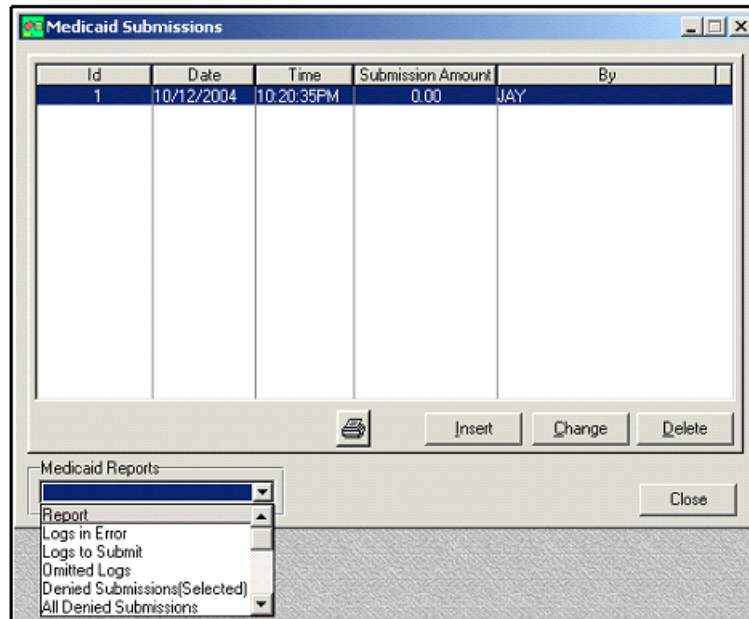 Medicaid Submissions
Id Date Time Submission Amount By
1 10/12/2004 10:20:35PM 0.00 JAY
Insert Change Delete
Medicaid Reports
Close
Report
Logs in Error
Logs to Submit
Omitted Logs
Denied Submissions(Selected)
All Denied Submissions